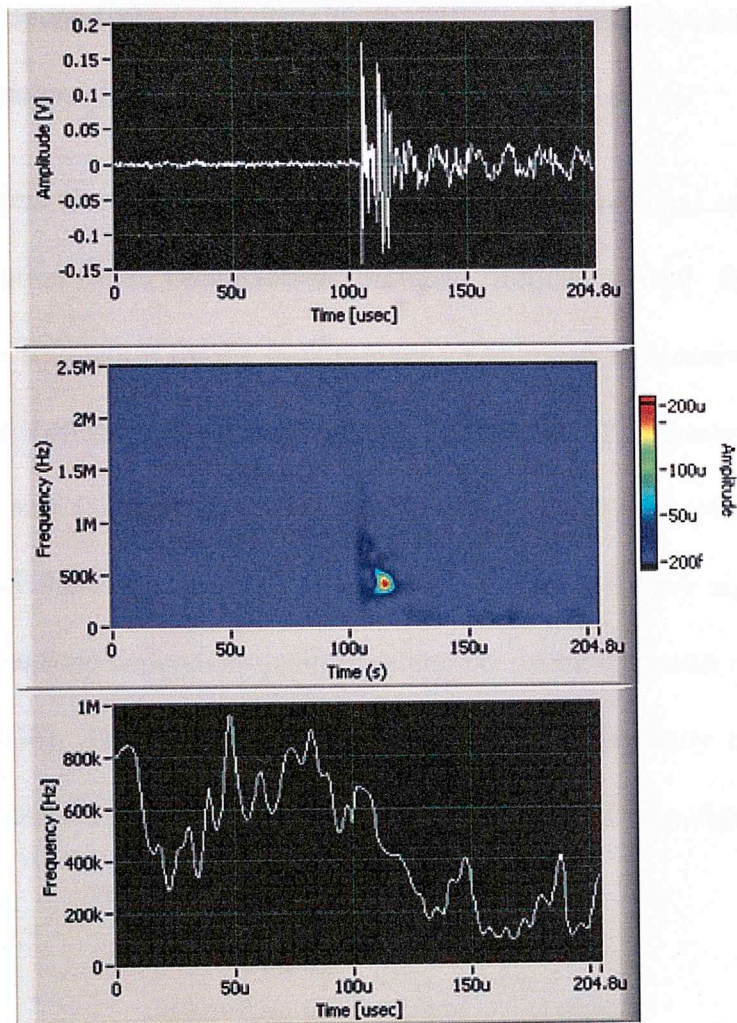 0.2
0.15
0.1
0.05
0
-0.05
-0.1
-0.15
Amplitude [V]
0 50u 100u 150u 204.8u
Time [usec]
2.5M
2M
1.5M
1M
500k
0
Frequency (Hz)
0 50u 100u 150u 204.8u
Time (s)
-200u
-100u
-50u
-200f
Amplitude
1M
800k
600k
400k
200k
0
Frequency [Hz]
0 50u 100u 150u 204.8u
Time [usec]